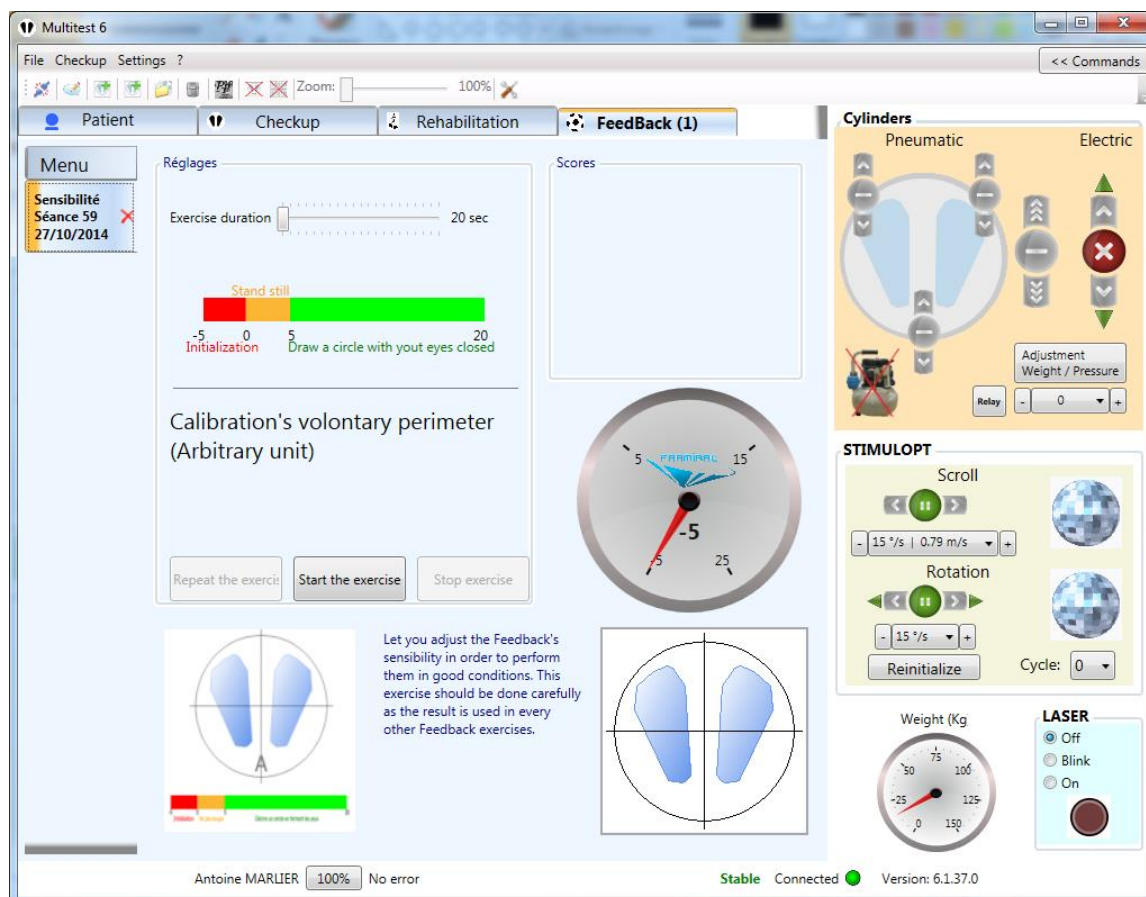 Multitest 6
File Checkup Settings ?
<< Commands
Zoom: 100%
Patient
Checkup
Rehabilitation
FeedBack (1)
Menu
Sensibilité
Séance 59
27/10/2014
Réglages
Exercise duration 20 sec
Stand still
-5 0 5 20
Initialization Draw a circle with yout eyes closed
Calibration's volontary perimeter
(Arbitrary unit)
Repeat the exerci
Start the exercise
Stop exercise
Scores
FRAMIRAL
5 15
-5
-5 25
Let you adjust the Feedback's
sensibility in order to perform
them in good conditions. This
exercise should be done carefully
as the result is used in every
other Feedback exercises.
A
Cylinders
Pneumatic Electric
Adjustment
Weight / Pressure
Relay - 0 +
STIMULOPT
Scroll
- 15 °/s | 0.79 m/s +
Rotation
- 15 °/s +
Reinitialize
Cycle: 0
Weight (Kg
75
50 100
25 125
0 150
LASER
Off
Blink
On
Antoine MARLIER 100% No error
Stable Connected Version: 6.1.37.0